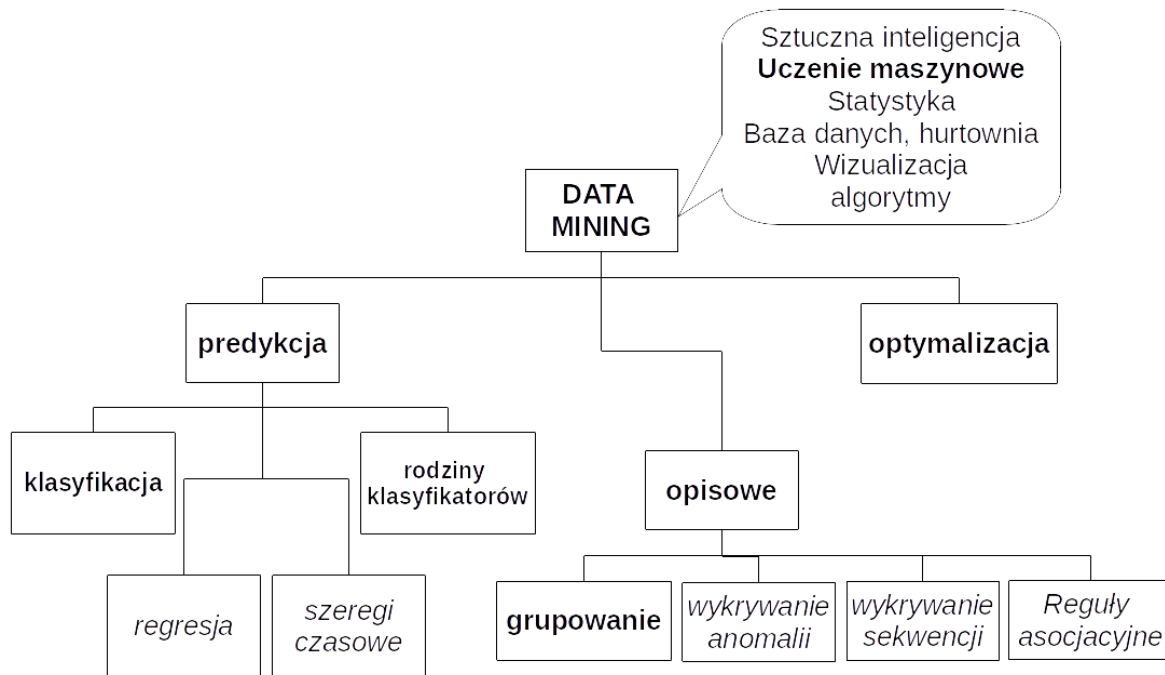 Sztuczna inteligencja
Uczenie maszynowe
Statystyka
Baza danych, hurtownia
Wizualizacja
algorytmy
DATA
MINING
predykcja
optymalizacja
klasyfikacja
rodziny
klasyfikatorów
opisowe
regresja
szeregi
czasowe
grupowanie
wykrywanie
anomalii
wykrywanie
sekwencji
Reguły
asocjacyjne